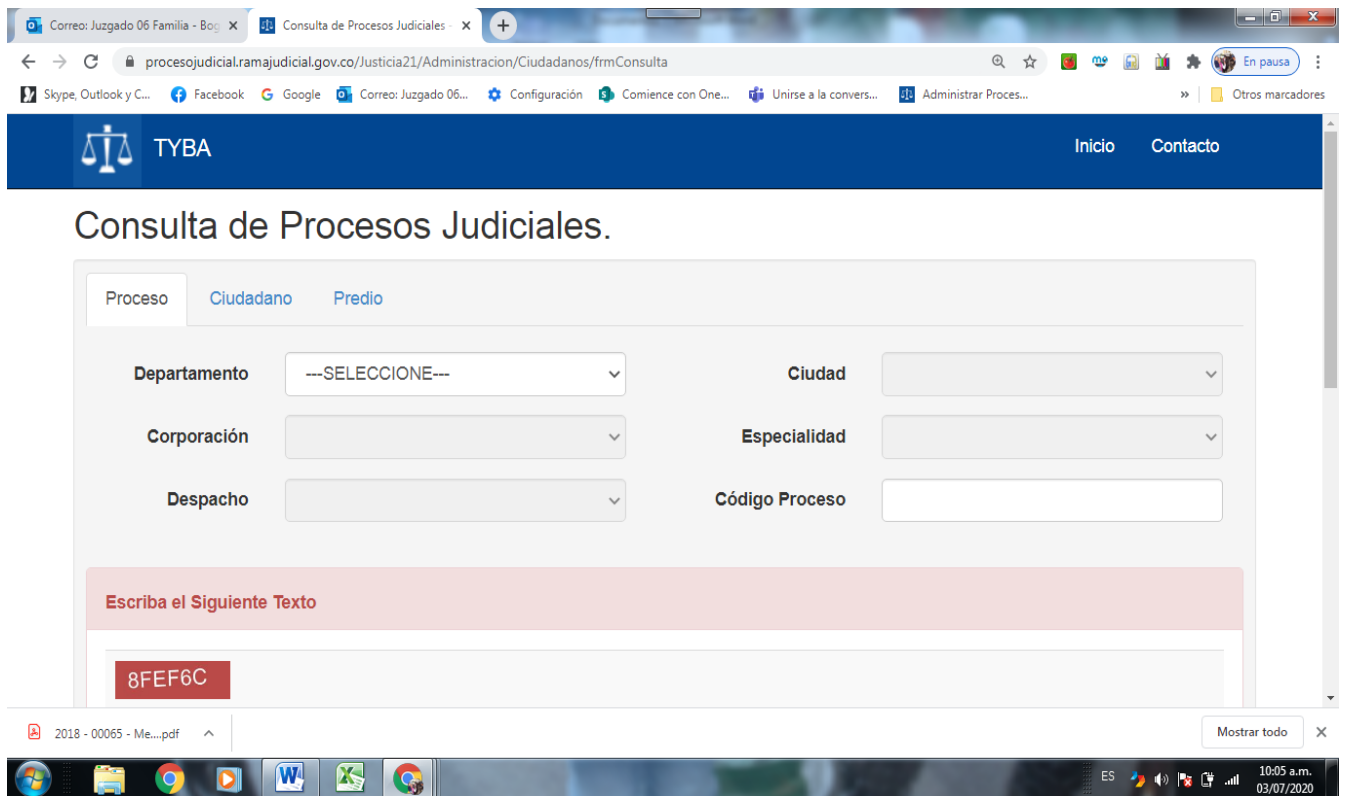 Correo: Juzgado 06 Familia - Bog
Consulta de Procesos Judiciales -
procesojudicial.ramajudicial.gov.co/Justicia21/Administracion/Ciudadanos/frmConsulta
En pausa
Skype, Outlook y C... Facebook Google Correo: Juzgado 06... Configuración Comience con One... Unirse a la convers... Administrar Proces... » Otros marcadores
TYBA Inicio Contacto
Consulta de Procesos Judiciales.
Proceso Ciudadano Predio
Departamento ---SELECCIONE--- Ciudad
Corporación Especialidad
Despacho Código Proceso
Escriba el Siguiente Texto
8FEF6C
2018 - 00065 - Me....pdf Mostrar todo
ES 10:05 a.m.
03/07/2020